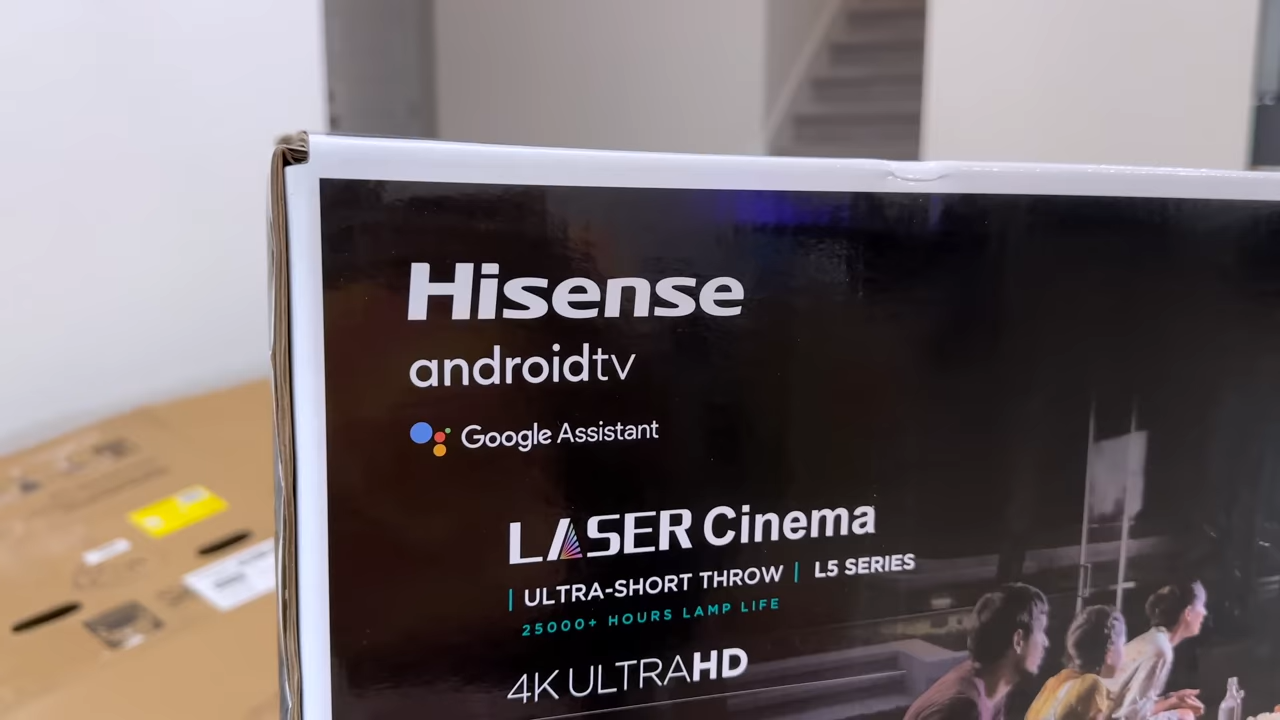 Hisense
androidtv
Google Assistant
LASER Cinema
| ULTRA-SHORT THROW | L5 SERIES
25000+ HOURS LAMP LIFE
4K ULTRAHD